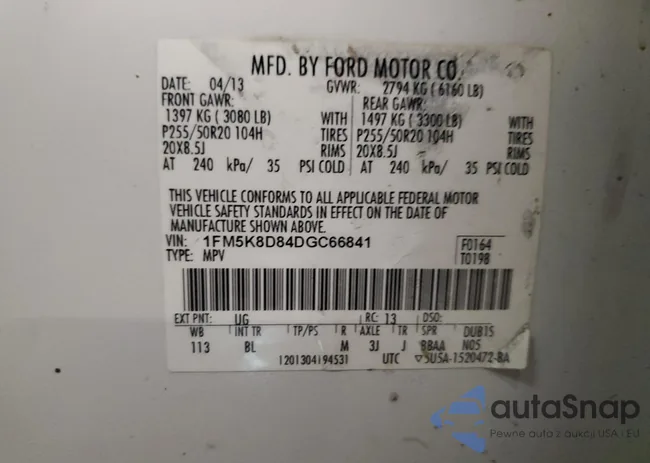 MFD. BY FORD MOTOR CO.
DATE: 04/13 GVWR: 2794 KG (6160 LB)
FRONT GAWR: REAR GAWR:
1397 KG (3080 LB) WITH 1497 KG (3300 LB) WITH
P255/50R20 104H TIRES P255/50R20 104H TIRES
20X8.5J RIMS 20X8.5J RIMS
AT 240 kPa/ 35 PSI COLD AT 240 kPa/ 35 PSI COLD
THIS VEHICLE CONFORMS TO ALL APPLICABLE FEDERAL MOTOR
VEHICLE SAFETY STANDARDS IN EFFECT ON THE DATE OF
MANUFACTURE SHOWN ABOVE.
VIN: 1FM5K8D84DGC66841 F0164
TYPE: MPV T0198
EXT PNT: UG RC: 13 DSO:
WB INT TR TP/PS R AXLE TR SPR DUB15
113 BL M 3J J BBAA N05
1201304194531 UTC ▽5U5A-1520472-BA
autaSnap
Pewne auta z aukcji USA i EU